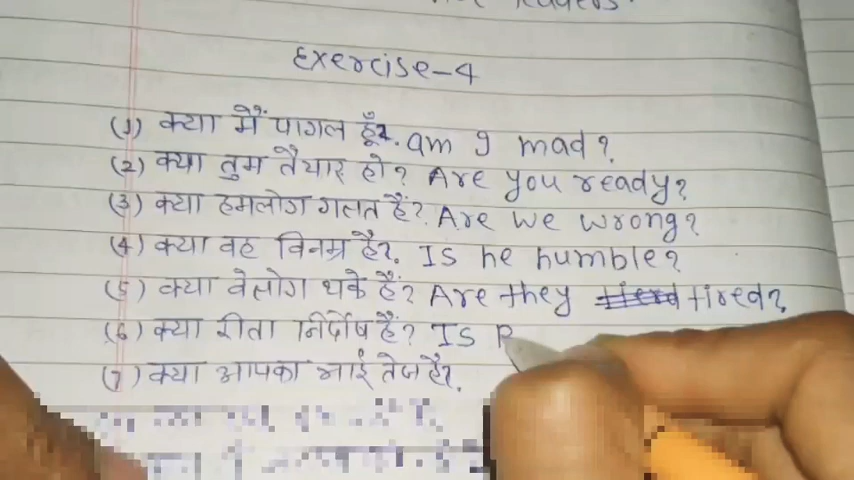 Exercise-4
(1) क्या मैं पागल हूँ?. am I mad?
(2) क्या तुम तैयार हो? Are you ready?
(3) क्या हमलोग गलत हैं? Are we wrong?
(4) क्या वह विनम्र है?. Is he humble?
(5) क्या वेलोग थके हैं? Are they tired?
(6) क्या रीता निर्दोष है? Is R
(7) क्या आपका भाई तेज है?.